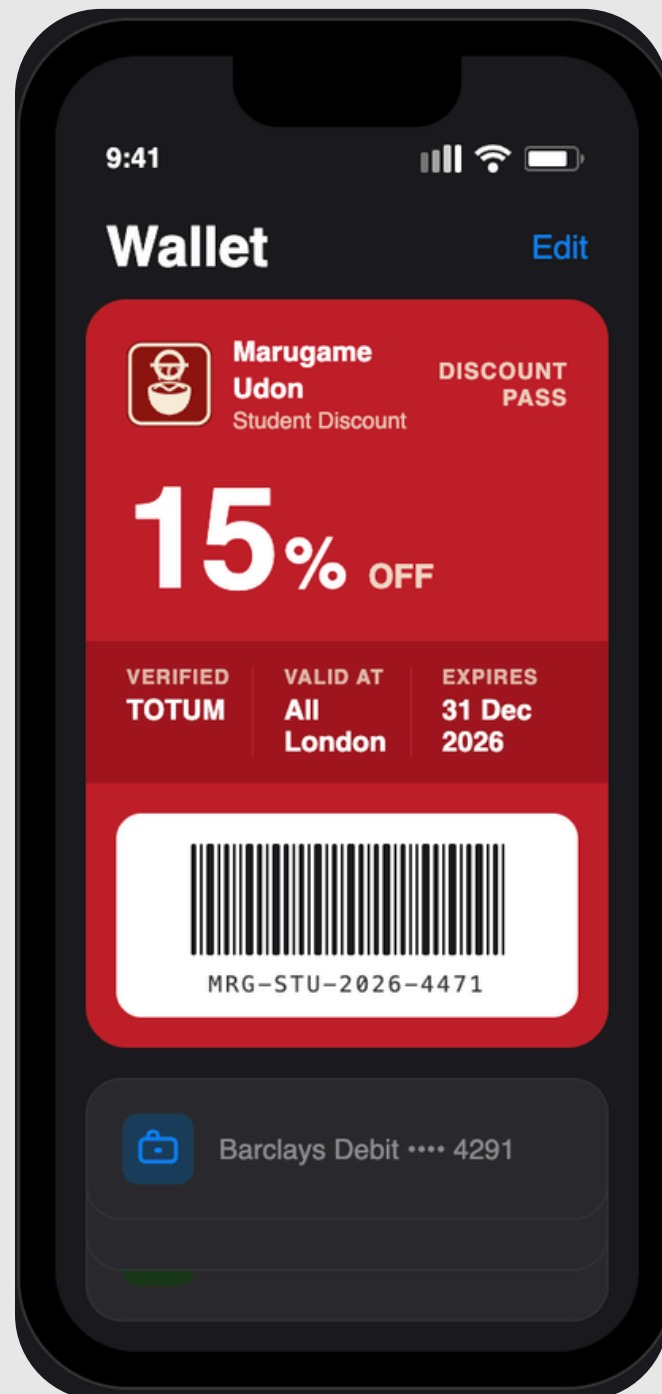 9:41
Wallet
Edit
Marugame
Udon
Student Discount
DISCOUNT
PASS
15% OFF
VERIFIED
TOTUM
VALID AT
All
London
EXPIRES
31 Dec
2026
MRG-STU-2026-4471
Barclays Debit •••• 4291